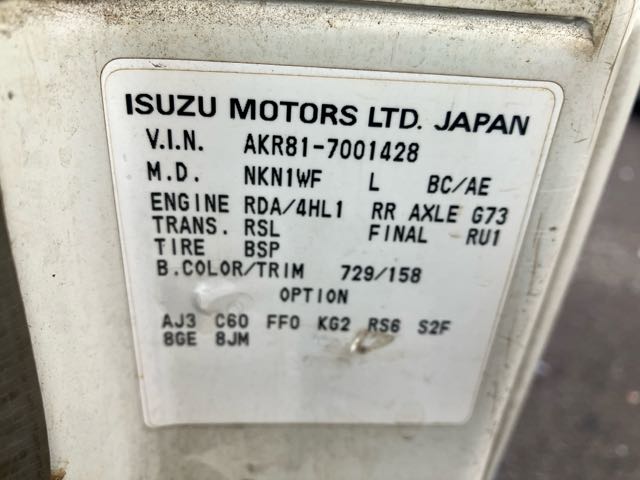 ISUZU MOTORS LTD. JAPAN
V.I.N. AKR81-7001428
M.D. NKN1WF L BC/AE
ENGINE RDA/4HL1 RR AXLE G73
TRANS. RSL FINAL RU1
TIRE BSP
B.COLOR/TRIM 729/158
OPTION
AJ3 C60 FF0 KG2 RS6 S2F
8GE 8JM